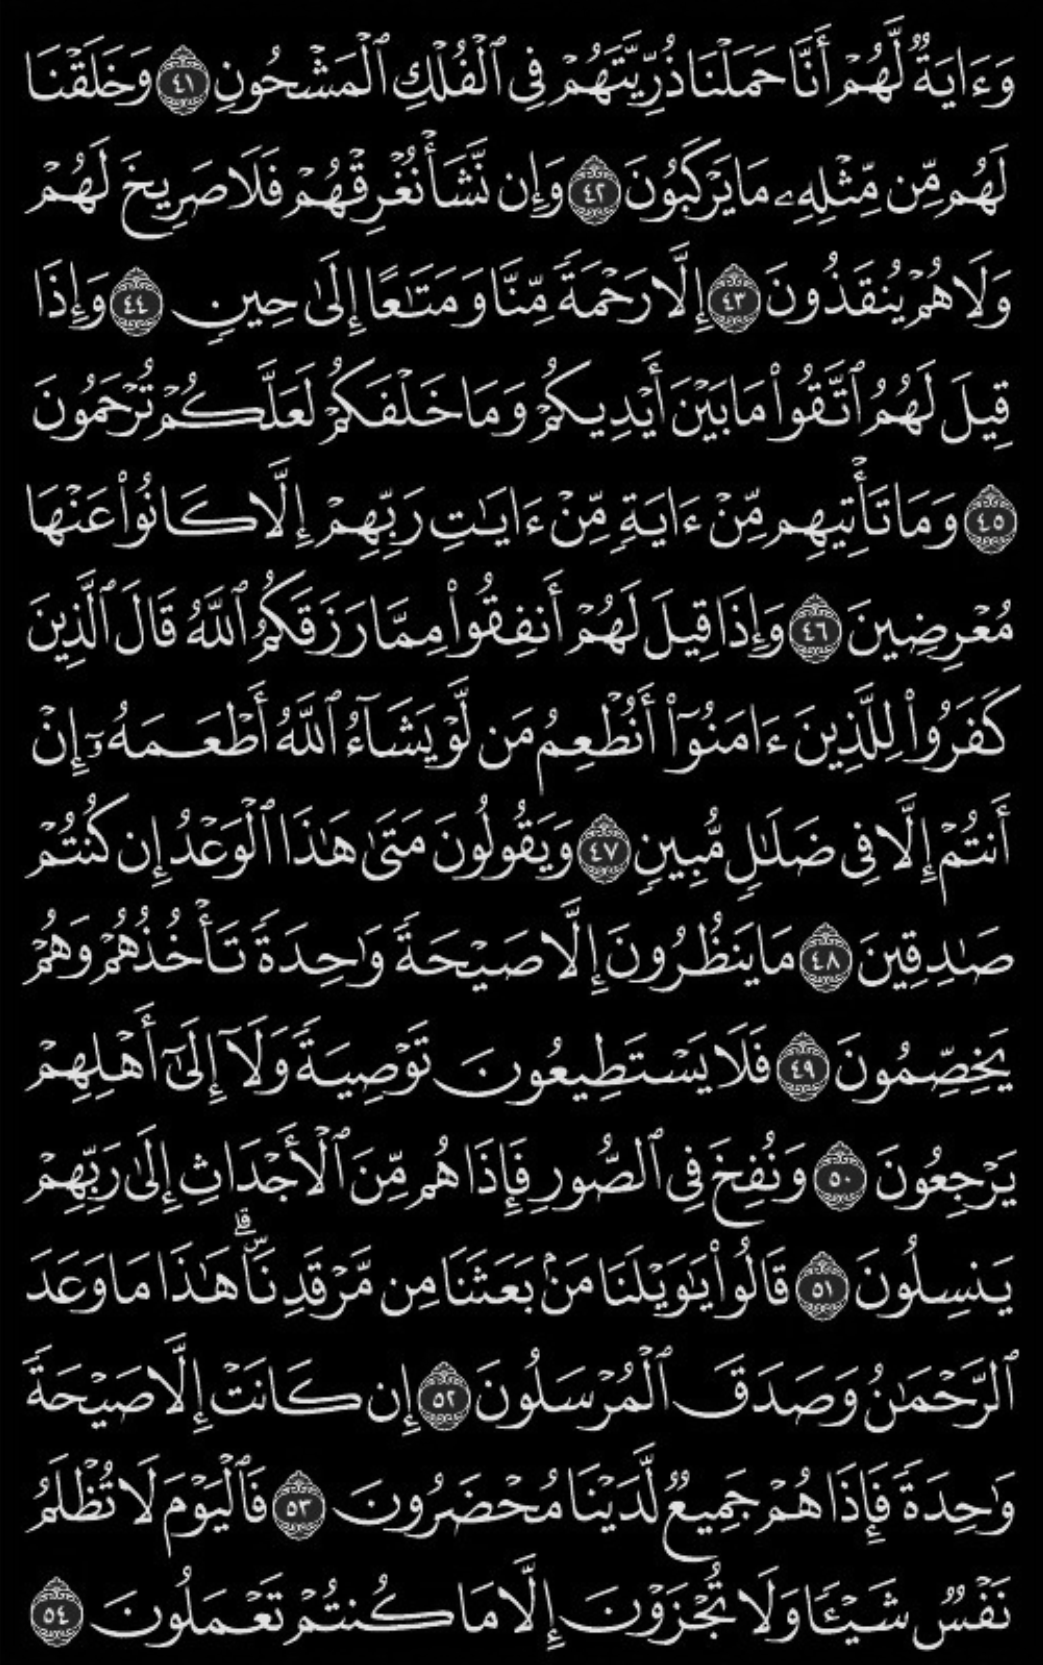 وَءَايَةٌ لَّهُمْ أَنَّا حَمَلْنَا ذُرِّيَّتَهُمْ فِى ٱلْفُلْكِ ٱلْمَشْحُونِ ٤١ وَخَلَقْنَا
لَهُم مِّن مِّثْلِهِۦ مَا يَرْكَبُونَ ٤٢ وَإِن نَّشَأْ نُغْرِقْهُمْ فَلَا صَرِيخَ لَهُمْ
وَلَا هُمْ يُنقَذُونَ ٤٣ إِلَّا رَحْمَةً مِّنَّا وَمَتَـٰعًا إِلَىٰ حِينٍ ٤٤ وَإِذَا
قِيلَ لَهُمُ ٱتَّقُوا۟ مَا بَيْنَ أَيْدِيكُمْ وَمَا خَلْفَكُمْ لَعَلَّكُمْ تُرْحَمُونَ
٤٥ وَمَا تَأْتِيهِم مِّنْ ءَايَةٍ مِّنْ ءَايَـٰتِ رَبِّهِمْ إِلَّا كَانُوا۟ عَنْهَا
مُعْرِضِينَ ٤٦ وَإِذَا قِيلَ لَهُمْ أَنفِقُوا۟ مِمَّا رَزَقَكُمُ ٱللَّهُ قَالَ ٱلَّذِينَ
كَفَرُوا۟ لِلَّذِينَ ءَامَنُوٓا۟ أَنُطْعِمُ مَن لَّوْ يَشَآءُ ٱللَّهُ أَطْعَمَهُۥٓ إِنْ
أَنتُمْ إِلَّا فِى ضَلَـٰلٍ مُّبِينٍ ٤٧ وَيَقُولُونَ مَتَىٰ هَـٰذَا ٱلْوَعْدُ إِن كُنتُمْ
صَـٰدِقِينَ ٤٨ مَا يَنظُرُونَ إِلَّا صَيْحَةً وَٰحِدَةً تَأْخُذُهُمْ وَهُمْ
يَخِصِّمُونَ ٤٩ فَلَا يَسْتَطِيعُونَ تَوْصِيَةً وَلَآ إِلَىٰٓ أَهْلِهِمْ
يَرْجِعُونَ ٥٠ وَنُفِخَ فِى ٱلصُّورِ فَإِذَا هُم مِّنَ ٱلْأَجْدَاثِ إِلَىٰ رَبِّهِمْ
يَنسِلُونَ ٥١ قَالُوا۟ يَـٰوَيْلَنَا مَنۢ بَعَثَنَا مِن مَّرْقَدِنَا ۜ ۗ هَـٰذَا مَا وَعَدَ
ٱلرَّحْمَـٰنُ وَصَدَقَ ٱلْمُرْسَلُونَ ٥٢ إِن كَانَتْ إِلَّا صَيْحَةً
وَٰحِدَةً فَإِذَا هُمْ جَمِيعٌ لَّدَيْنَا مُحْضَرُونَ ٥٣ فَٱلْيَوْمَ لَا تُظْلَمُ
نَفْسٌ شَيْـًٔا وَلَا تُجْزَوْنَ إِلَّا مَا كُنتُمْ تَعْمَلُونَ ٥٤